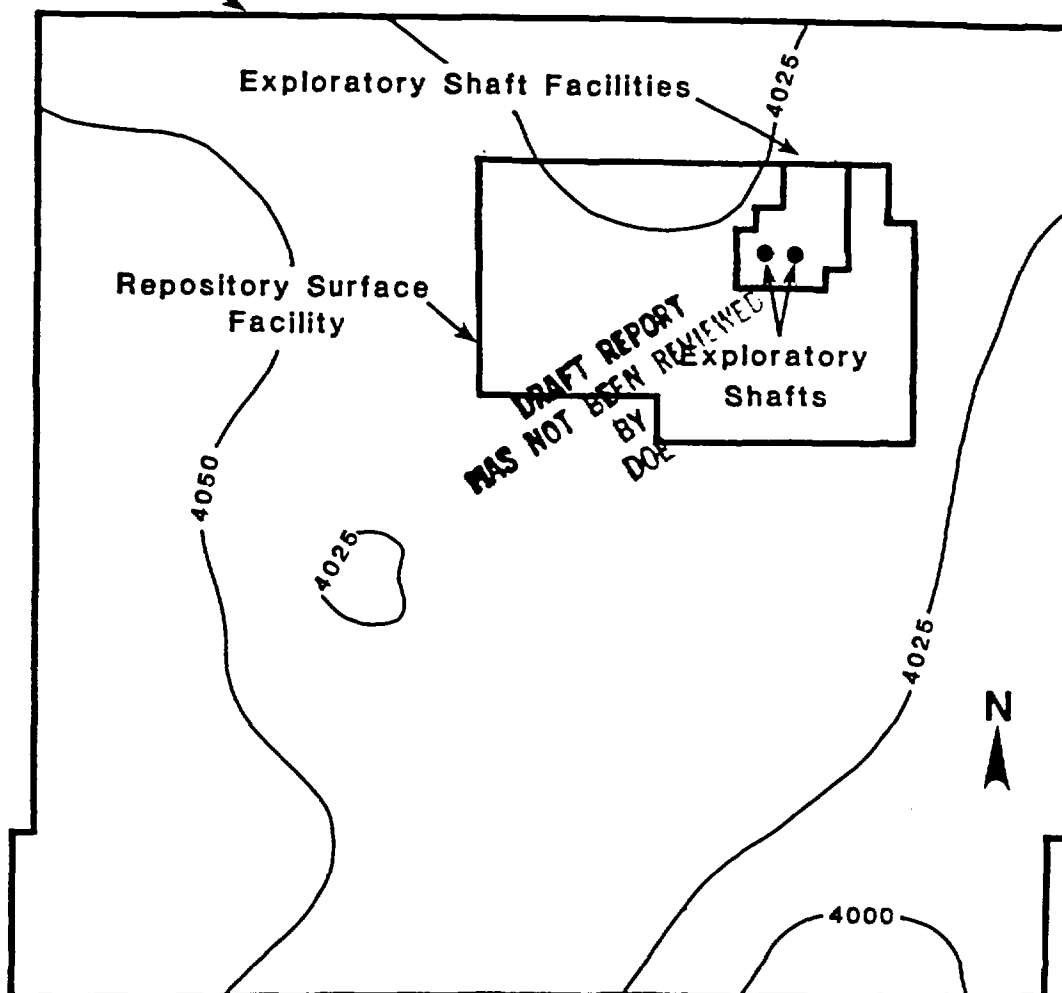 4025
Exploratory Shaft Facilities
Repository Surface
Facility
DRAFT REPORT
HAS NOT BEEN REVIEWED
BY
DOE
Exploratory
Shafts
4050
4025
4025
N
4000